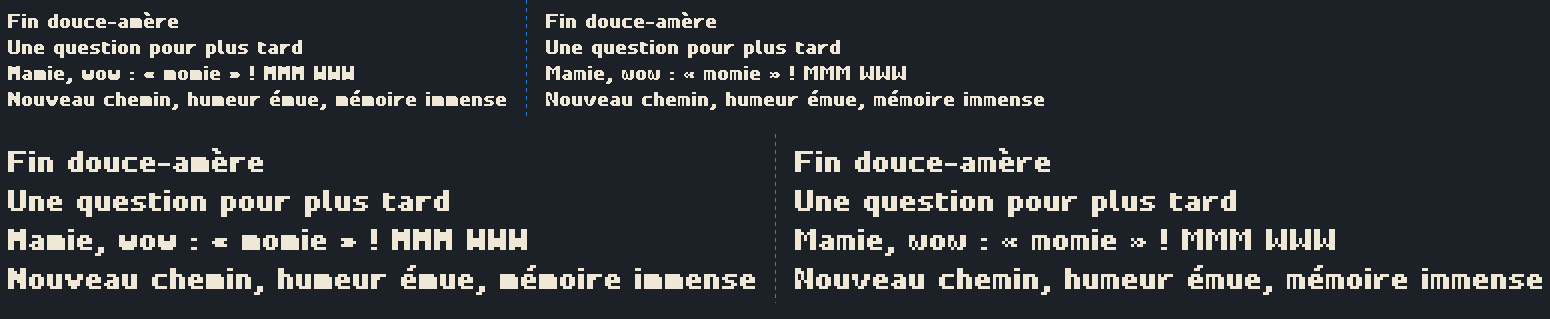 Fin douce-amère
Une question pour plus tard
Mamie, wow : « momie » ! MMM WWW
Nouveau chemin, humeur émue, mémoire immense
Fin douce-amère
Une question pour plus tard
Mamie, wow : « momie » ! MMM WWW
Nouveau chemin, humeur émue, mémoire immense
Fin douce-amère
Une question pour plus tard
Mamie, wow : « momie » ! MMM WWW
Nouveau chemin, humeur émue, mémoire immense
Fin douce-amère
Une question pour plus tard
Mamie, wow : « momie » ! MMM WWW
Nouveau chemin, humeur émue, mémoire immense